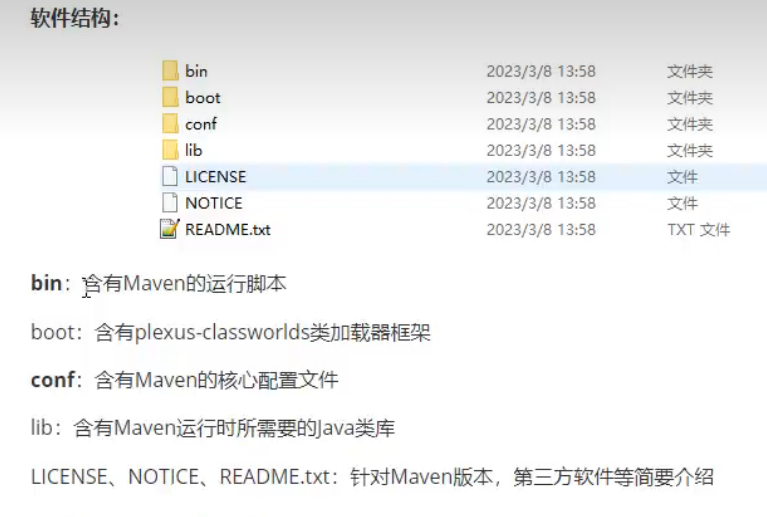 软件结构：
bin 2023/3/8 13:58 文件夹
boot 2023/3/8 13:58 文件夹
conf 2023/3/8 13:58 文件夹
lib 2023/3/8 13:58 文件夹
LICENSE 2023/3/8 13:58 文件
NOTICE 2023/3/8 13:58 文件
README.txt 2023/3/8 13:58 TXT 文件
bin：含有Maven的运行脚本
boot：含有plexus-classworlds类加载器框架
conf：含有Maven的核心配置文件
lib：含有Maven运行时所需要的Java类库
LICENSE、NOTICE、README.txt：针对Maven版本，第三方软件等简要介绍